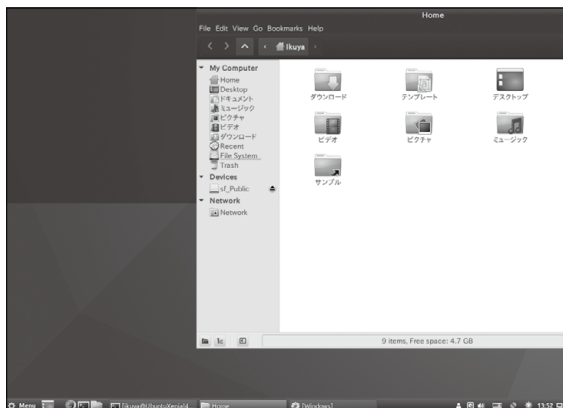 Home
File Edit View Go Bookmarks Help
Ikuya
My Computer
Home
Desktop
ドキュメント
ミュージック
ピクチャ
ビデオ
ダウンロード
Recent
File System
Trash
Devices
sf_Public
Network
Network
ダウンロード
テンプレート
デスクトップ
ビデオ
ピクチャ
ミュージック
サンプル
9 items, Free space: 4.7 GB
Menu
Home
[Windows]
13:52